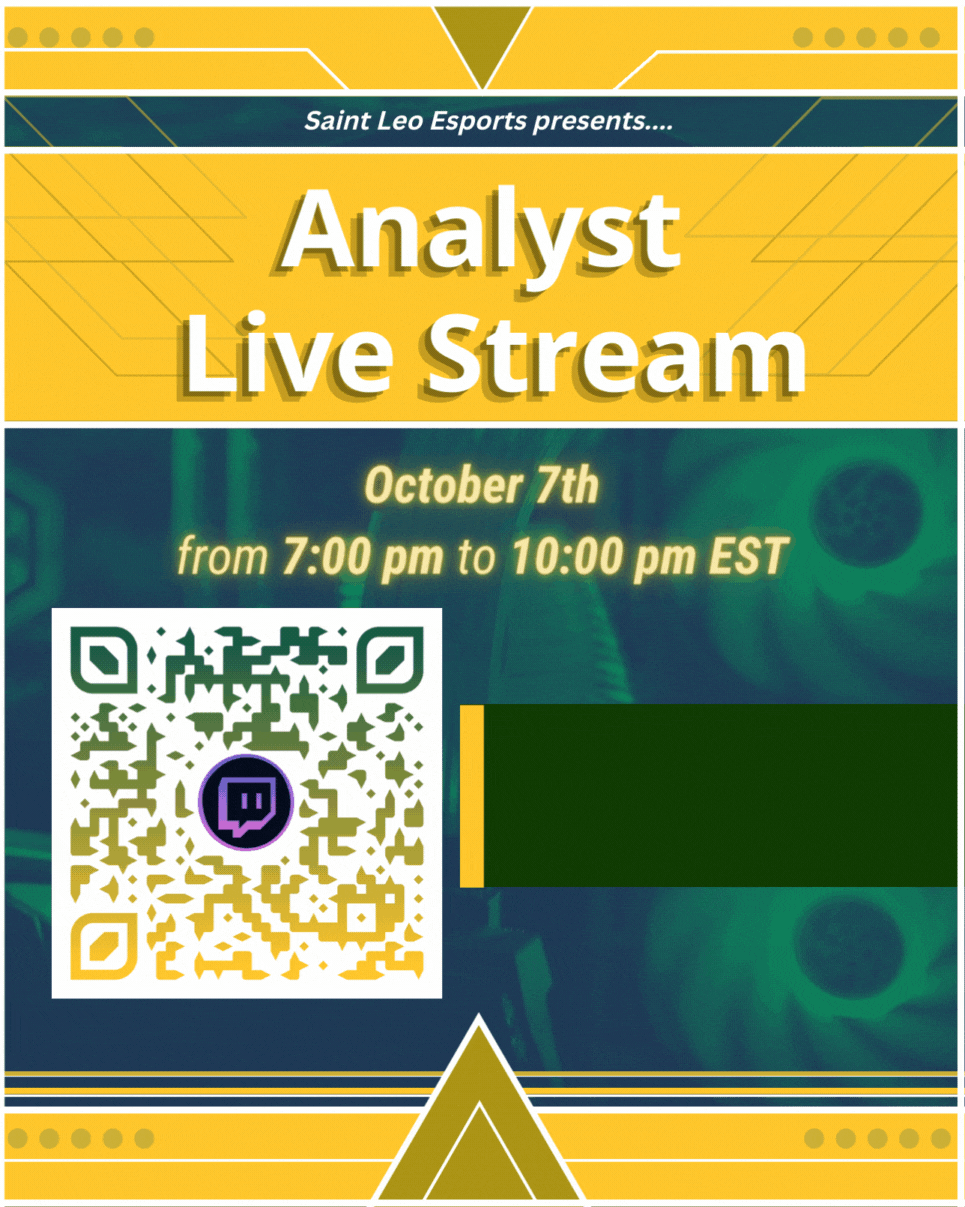 Saint Leo Esports presents....
Analyst
Live Stream
October 7th
from 7:00 pm to 10:00 pm EST